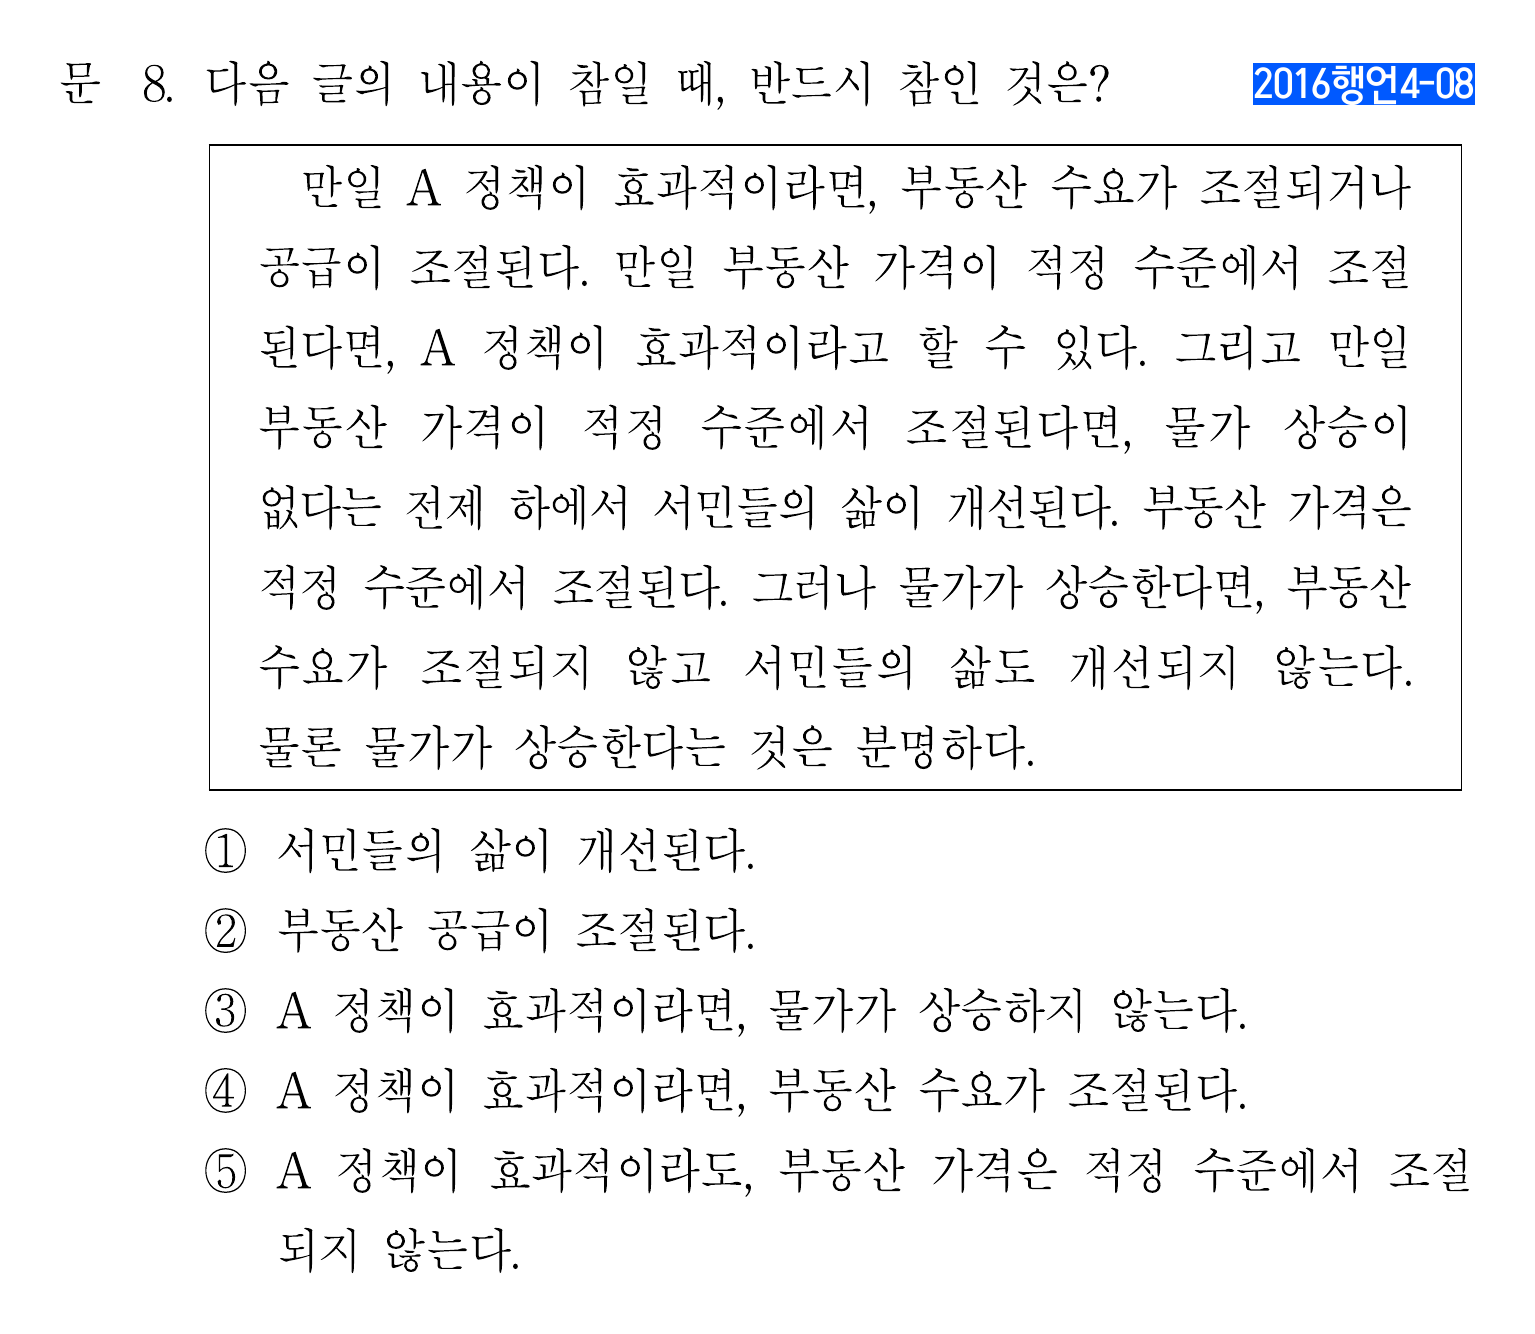 문 8. 다음 글의 내용이 참일 때, 반드시 참인 것은? 2016행언4-08
만일 A 정책이 효과적이라면, 부동산 수요가 조절되거나
공급이 조절된다. 만일 부동산 가격이 적정 수준에서 조절
된다면, A 정책이 효과적이라고 할 수 있다. 그리고 만일
부동산 가격이 적정 수준에서 조절된다면, 물가 상승이
없다는 전제 하에서 서민들의 삶이 개선된다. 부동산 가격은
적정 수준에서 조절된다. 그러나 물가가 상승한다면, 부동산
수요가 조절되지 않고 서민들의 삶도 개선되지 않는다.
물론 물가가 상승한다는 것은 분명하다.
① 서민들의 삶이 개선된다.
② 부동산 공급이 조절된다.
③ A 정책이 효과적이라면, 물가가 상승하지 않는다.
④ A 정책이 효과적이라면, 부동산 수요가 조절된다.
⑤ A 정책이 효과적이라도, 부동산 가격은 적정 수준에서 조절
되지 않는다.